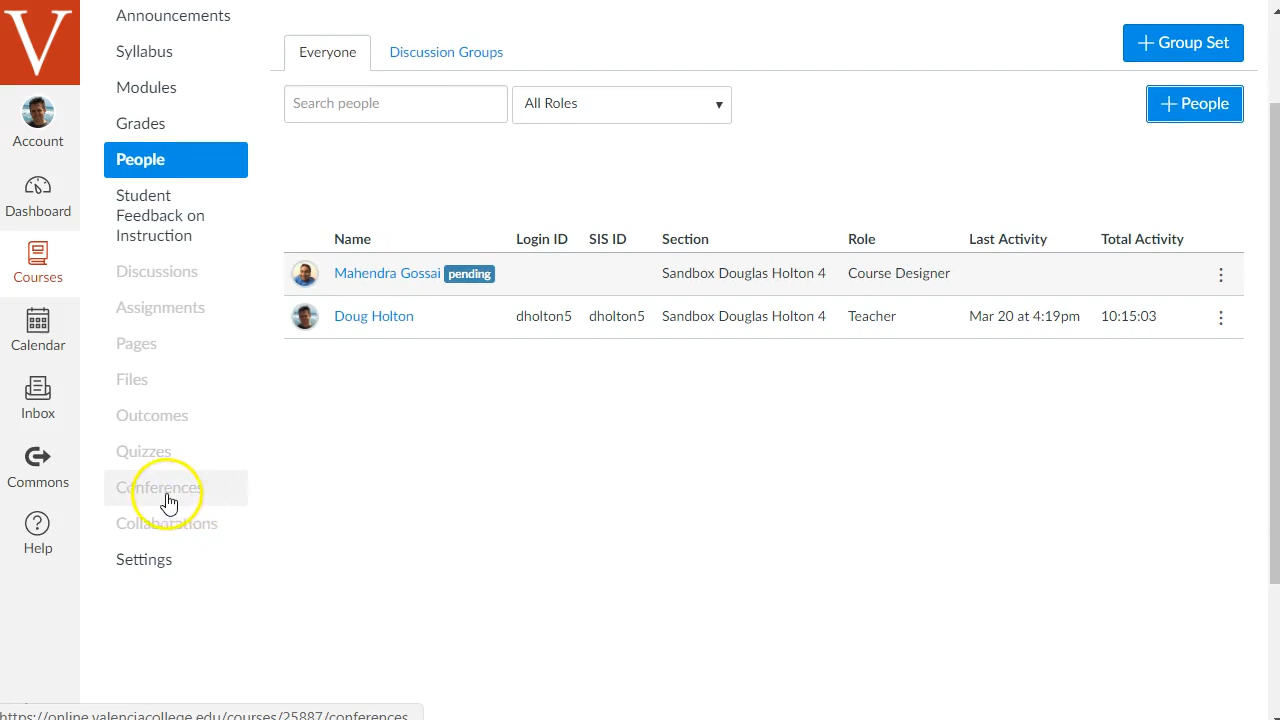 V
Account
Dashboard
Courses
Calendar
Inbox
Commons
Help
Announcements
Syllabus
Modules
Grades
People
Student
Feedback on
Instruction
Discussions
Assignments
Pages
Files
Outcomes
Quizzes
Conferences
Collaborations
Settings
Everyone Discussion Groups
+ Group Set
Search people All Roles
+ People
Name Login ID SIS ID Section Role Last Activity Total Activity
Mahendra Gossai pending Sandbox Douglas Holton 4 Course Designer
Doug Holton dholton5 dholton5 Sandbox Douglas Holton 4 Teacher Mar 20 at 4:19pm 10:15:03
https://online.valenciacollege.edu/courses/25887/conferences